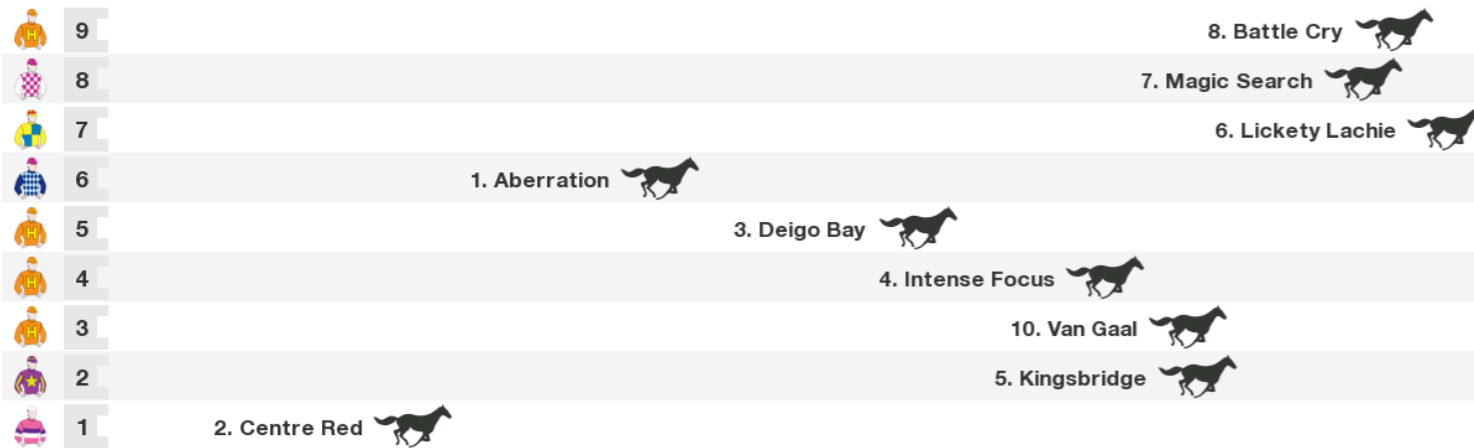 9 8. Battle Cry
8 7. Magic Search
7 6. Lickety Lachie
6 1. Aberration
5 3. Deigo Bay
4 4. Intense Focus
3 10. Van Gaal
2 5. Kingsbridge
1 2. Centre Red